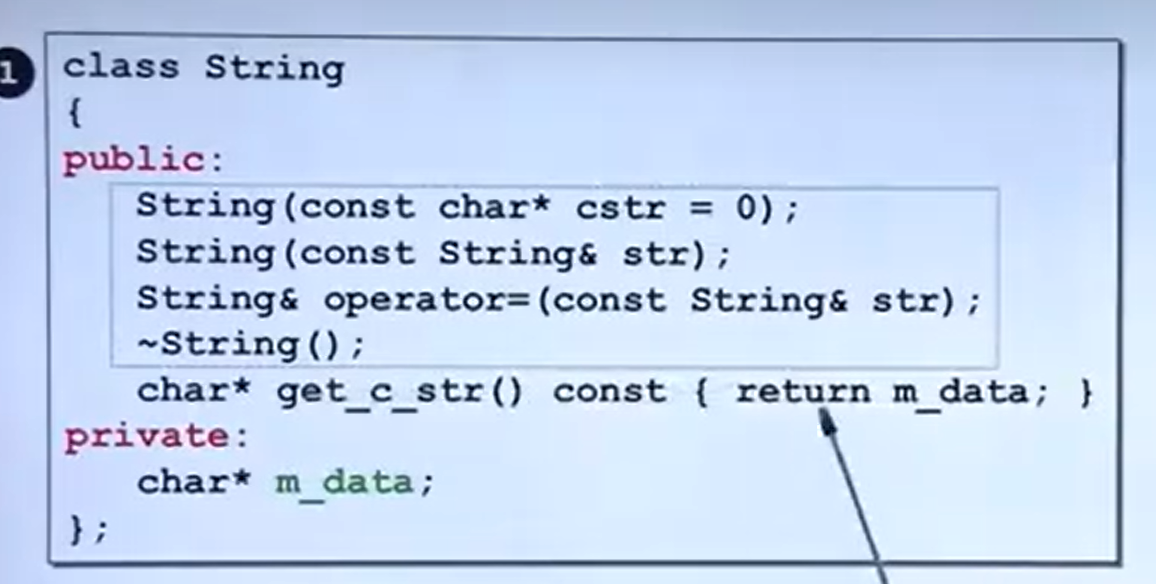 1
class String
{
public:
String(const char* cstr = 0);
String(const String& str);
String& operator=(const String& str);
~String();
char* get_c_str() const { return m_data; }
private:
char* m_data;
};